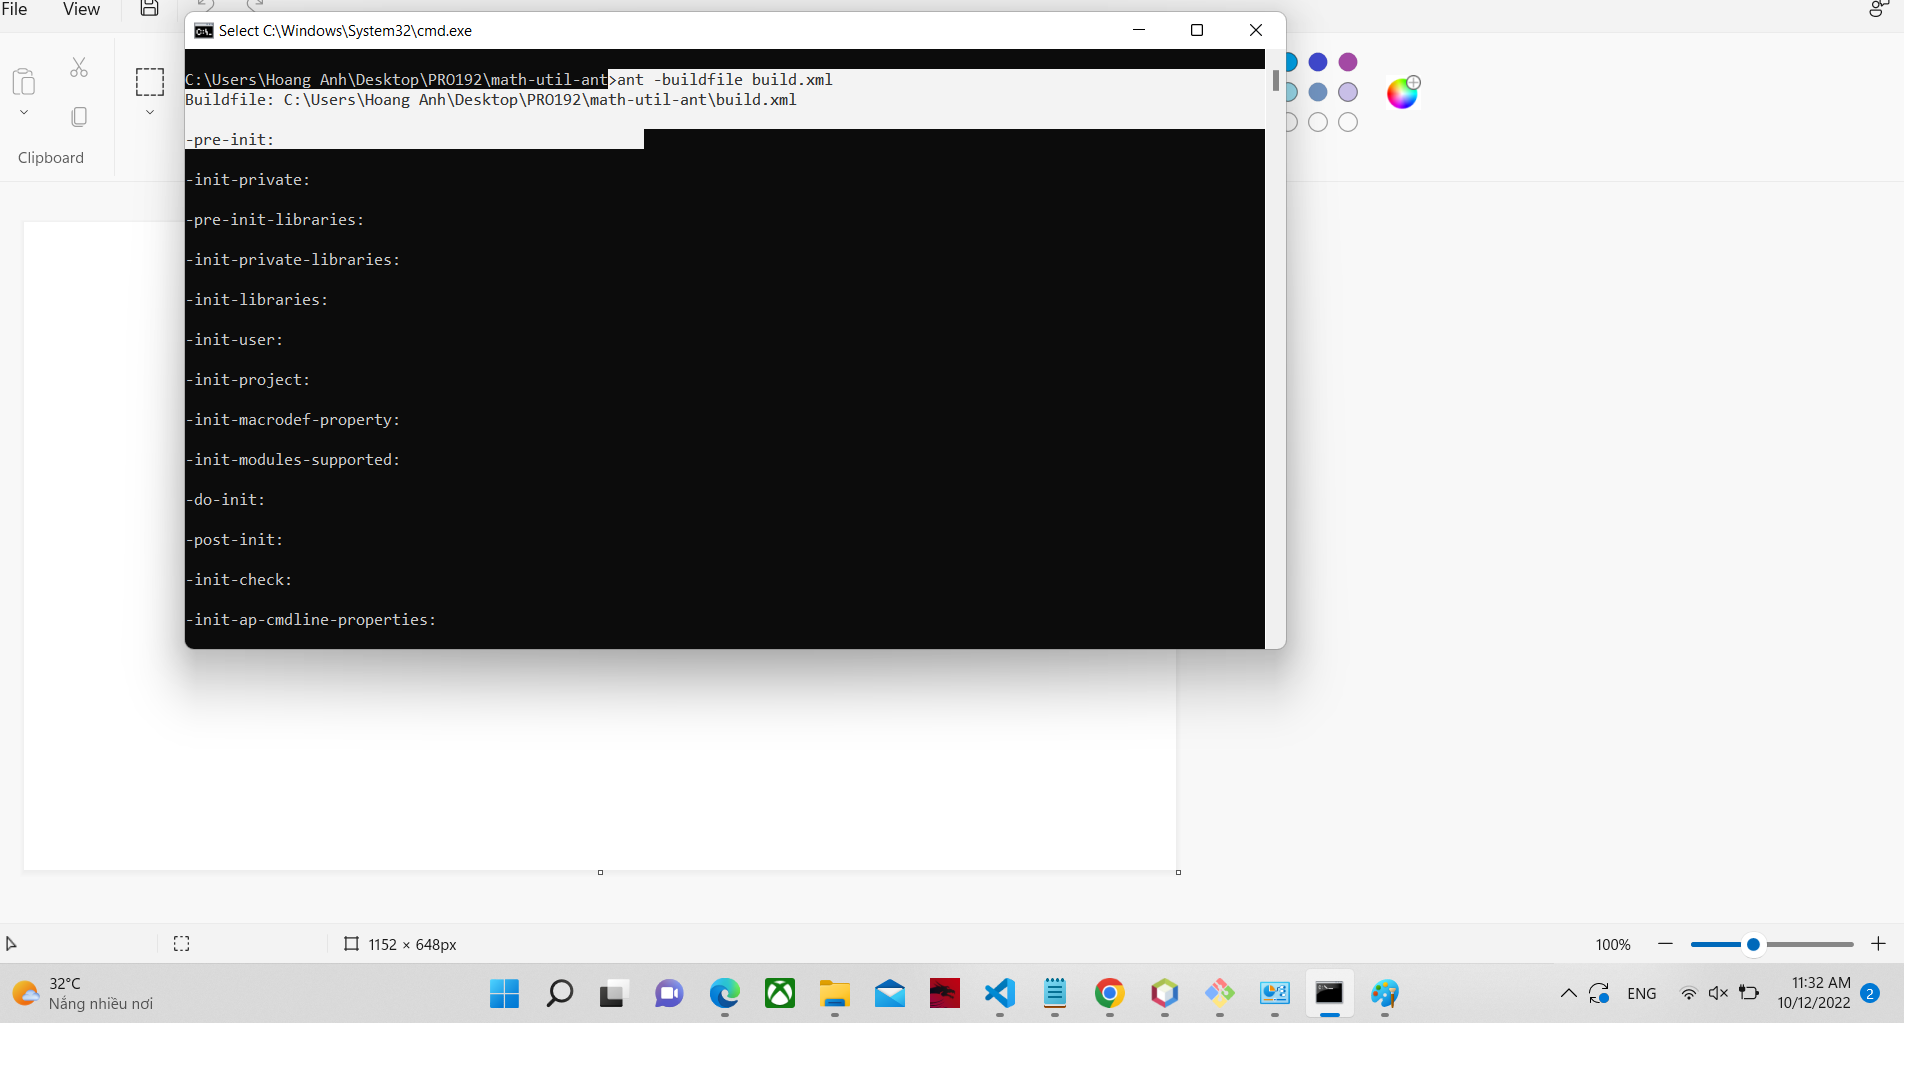 File View
Select C:\Windows\System32\cmd.exe
C:\Users\Hoang Anh\Desktop\PRO192\math-util-ant>ant -buildfile build.xml
Buildfile: C:\Users\Hoang Anh\Desktop\PRO192\math-util-ant\build.xml
-pre-init:
-init-private:
-pre-init-libraries:
-init-private-libraries:
-init-libraries:
-init-user:
-init-project:
-init-macrodef-property:
-init-modules-supported:
-do-init:
-post-init:
-init-check:
-init-ap-cmdline-properties:
Clipboard
1152 × 648px
100%
32°C
Nắng nhiều nơi
ENG
11:32 AM
10/12/2022
2